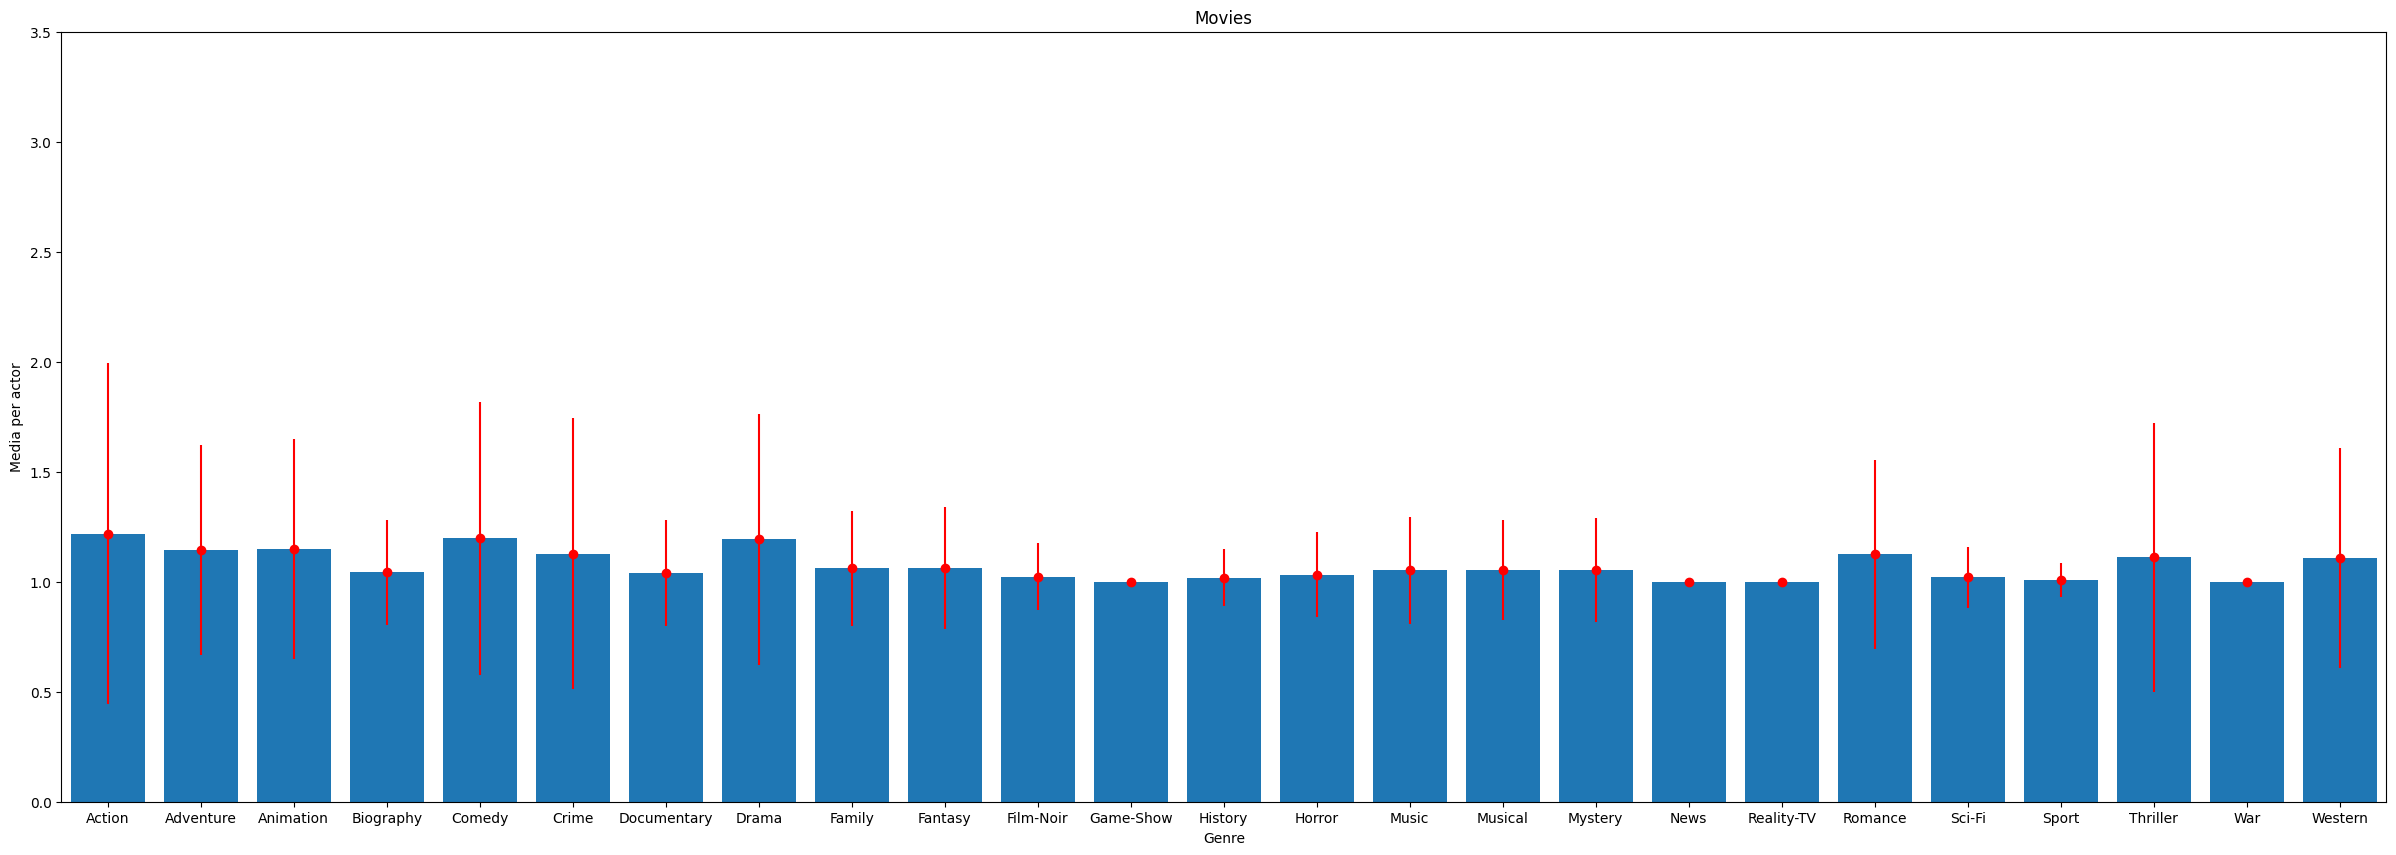 Movies
3.5
3.0
2.5
2.0
1.5
1.0
0.5
0.0
Media per actor
Action Adventure Animation Biography Comedy Crime Documentary Drama Family Fantasy Film-Noir Game-Show History Horror Music Musical Mystery News Reality-TV Romance Sci-Fi Sport Thriller War Western
Genre